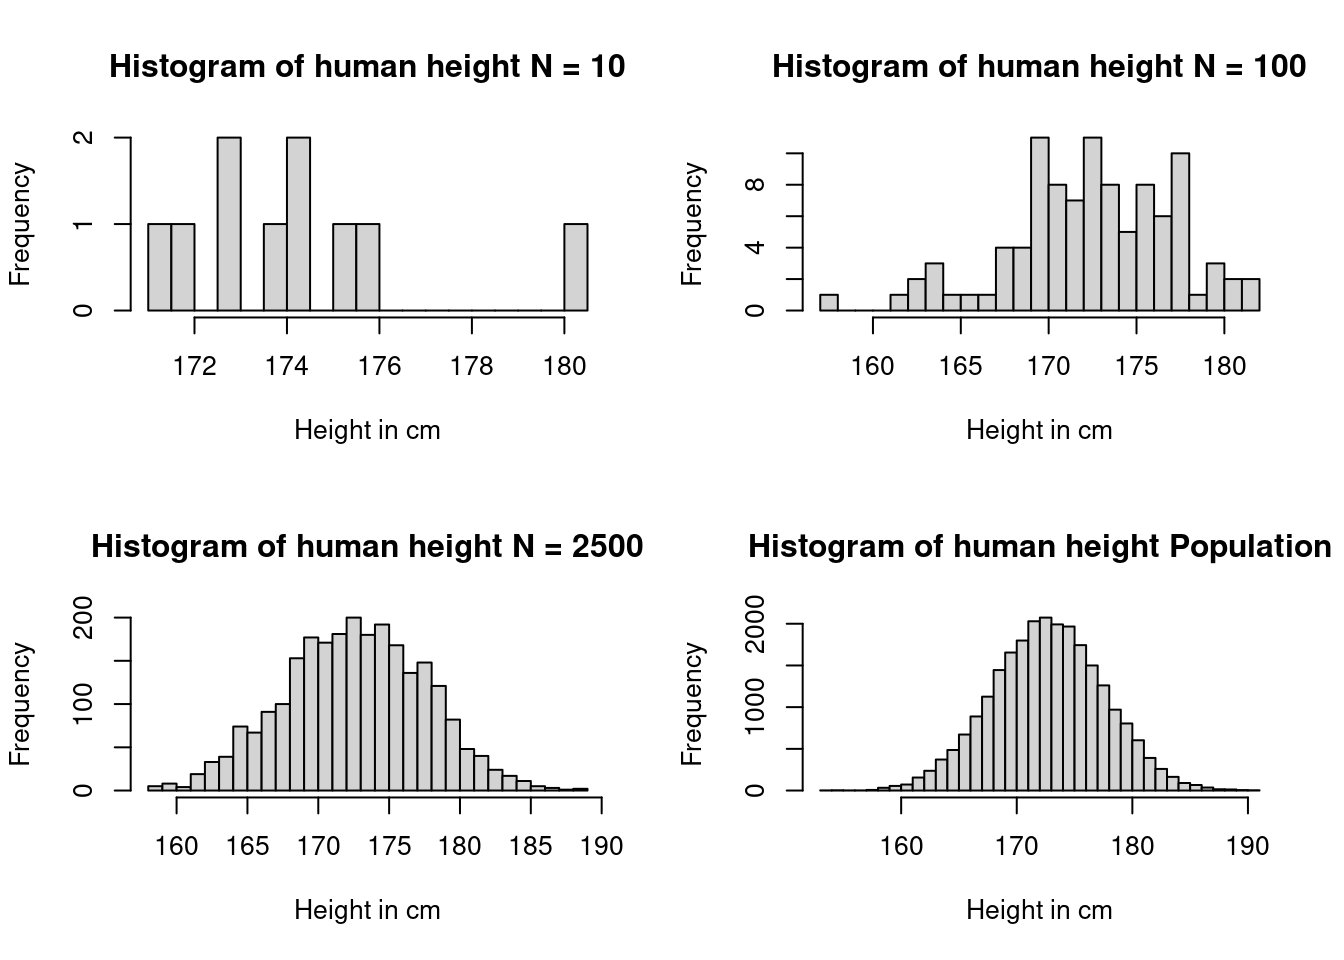 Histogram of human height N = 10
Frequency
0 1 2
172 174 176 178 180
Height in cm
Histogram of human height N = 100
Frequency
0 4 8
160 165 170 175 180
Height in cm
Histogram of human height N = 2500
Frequency
0 100 200
160 165 170 175 180 185 190
Height in cm
Histogram of human height Population
Frequency
0 1000 2000
160 170 180 190
Height in cm